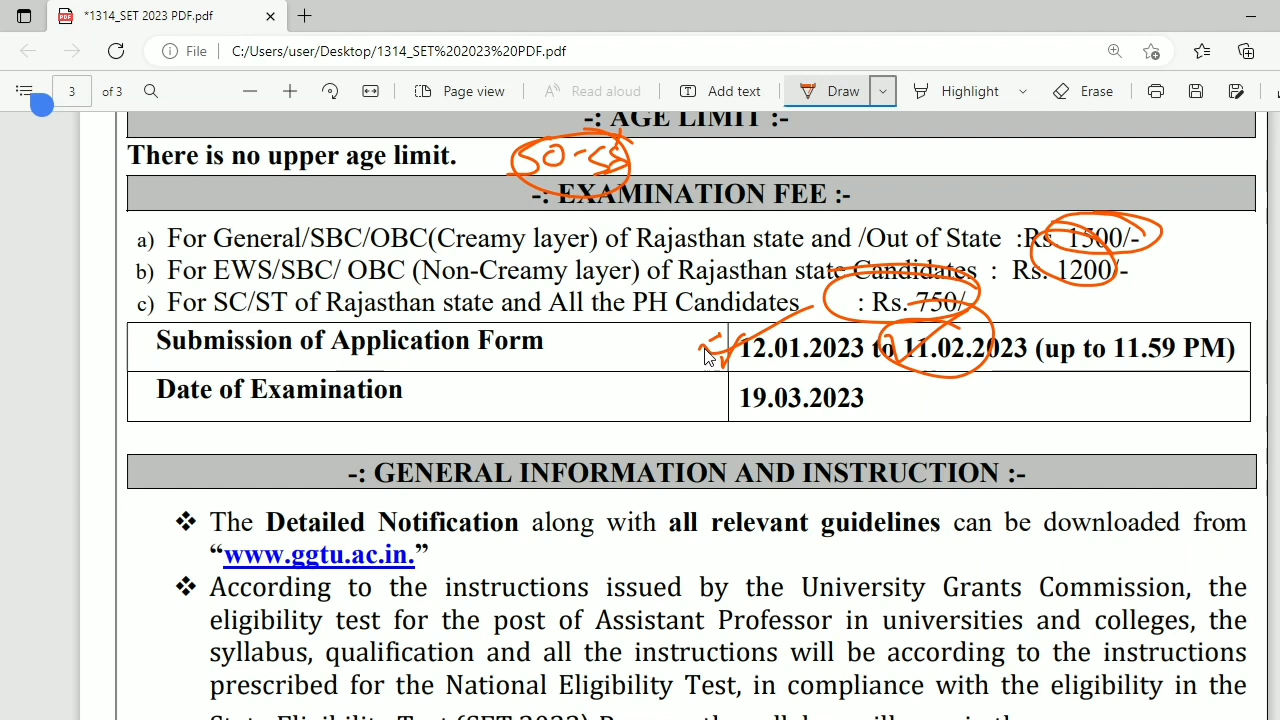 *1314_SET 2023 PDF.pdf
File
C:/Users/user/Desktop/1314_SET%202023%20PDF.pdf
3 of 3
Page view
Read aloud
Add text
Draw
Highlight
Erase
-: AGE LIMIT :-
There is no upper age limit.
50-55
-: EXAMINATION FEE :-
a) For General/SBC/OBC(Creamy layer) of Rajasthan state and /Out of State :Rs. 1500/-
b) For EWS/SBC/ OBC (Non-Creamy layer) of Rajasthan state Candidates : Rs. 1200/-
c) For SC/ST of Rajasthan state and All the PH Candidates : Rs. 750/
Submission of Application Form 12.01.2023 to 11.02.2023 (up to 11.59 PM)
Date of Examination 19.03.2023
-: GENERAL INFORMATION AND INSTRUCTION :-
❖ The Detailed Notification along with all relevant guidelines can be downloaded from
“www.ggtu.ac.in.”
❖ According to the instructions issued by the University Grants Commission, the
eligibility test for the post of Assistant Professor in universities and colleges, the
syllabus, qualification and all the instructions will be according to the instructions
prescribed for the National Eligibility Test, in compliance with the eligibility in the